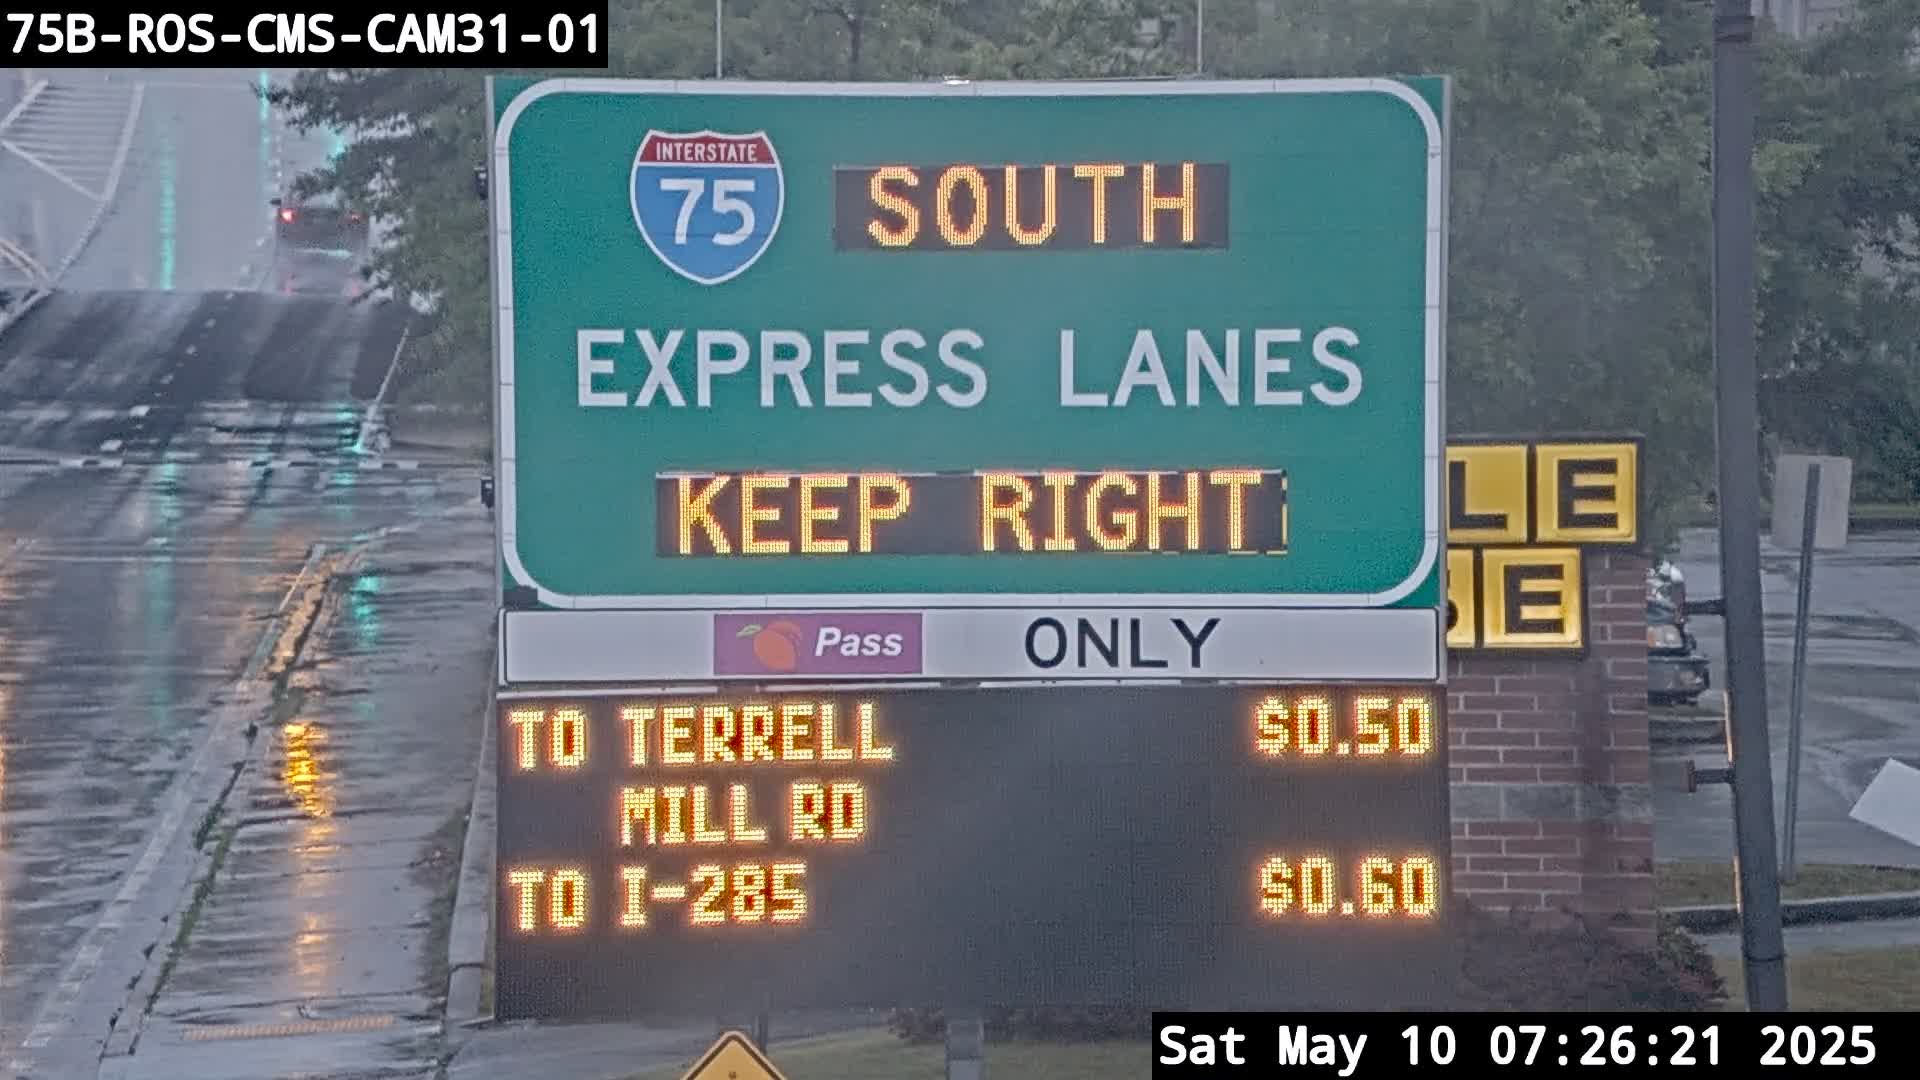 75B-ROS-CMS-CAM31-01
INTERSTATE
75 SOUTH
EXPRESS LANES
KEEP RIGHT
Pass ONLY
TO TERRELL $0.50
MILL RD
TO I-285 $0.60
LE
E
Sat May 10 07:26:21 2025